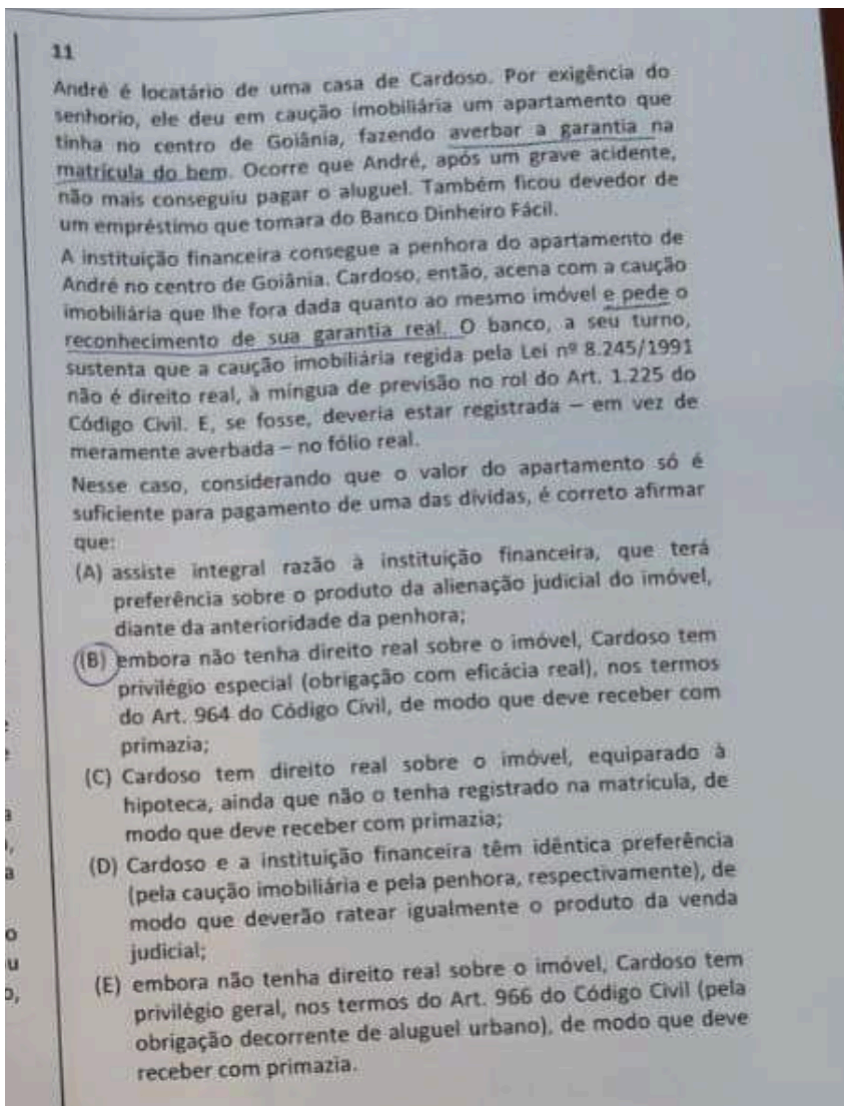 11
André é locatário de uma casa de Cardoso. Por exigência do
senhorio, ele deu em caução imobiliária um apartamento que
tinha no centro de Goiânia, fazendo averbar a garantia na
matrícula do bem. Ocorre que André, após um grave acidente,
não mais conseguiu pagar o aluguel. Também ficou devedor de
um empréstimo que tomara do Banco Dinheiro Fácil.
A instituição financeira consegue a penhora do apartamento de
André no centro de Goiânia. Cardoso, então, acena com a caução
imobiliária que lhe fora dada quanto ao mesmo imóvel e pede o
reconhecimento de sua garantia real. O banco, a seu turno,
sustenta que a caução imobiliária regida pela Lei nº 8.245/1991
não é direito real, à míngua de previsão no rol do Art. 1.225 do
Código Civil. E, se fosse, deveria estar registrada – em vez de
meramente averbada – no fólio real.
Nesse caso, considerando que o valor do apartamento só é
suficiente para pagamento de uma das dívidas, é correto afirmar
que:
(A) assiste integral razão à instituição financeira, que terá
preferência sobre o produto da alienação judicial do imóvel,
diante da anterioridade da penhora;
(B) embora não tenha direito real sobre o imóvel, Cardoso tem
privilégio especial (obrigação com eficácia real), nos termos
do Art. 964 do Código Civil, de modo que deve receber com
primazia;
(C) Cardoso tem direito real sobre o imóvel, equiparado à
hipoteca, ainda que não o tenha registrado na matrícula, de
modo que deve receber com primazia;
(D) Cardoso e a instituição financeira têm idêntica preferência
(pela caução imobiliária e pela penhora, respectivamente), de
modo que deverão ratear igualmente o produto da venda
judicial;
(E) embora não tenha direito real sobre o imóvel, Cardoso tem
privilégio geral, nos termos do Art. 966 do Código Civil (pela
obrigação decorrente de aluguel urbano), de modo que deve
receber com primazia.